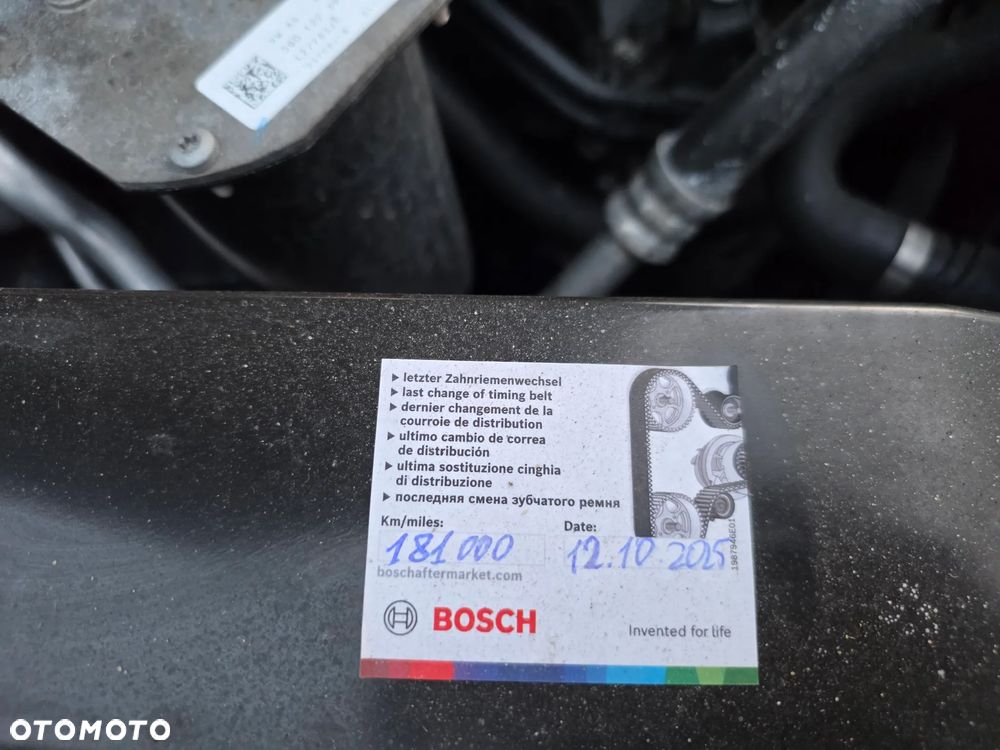 ▶ letzter Zahnriemenwechsel
▶ last change of timing belt
▶ dernier changement de la
courroie de distribution
▶ ultimo cambio de correa
de distribución
▶ ultima sostituzione cinghia
di distribuzione
▶ последняя смена зубчатого ремня
Km/miles: Date:
181 000 12.10.2025
boschaftermarket.com
1987946E01
BOSCH
Invented for life
OTOMOTO